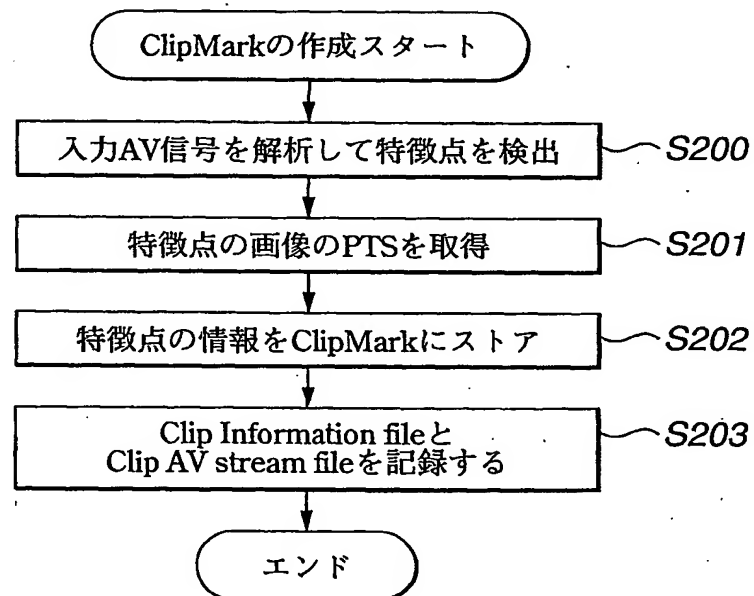 ClipMarkの作成スタート
入力AV信号を解析して特徴点を検出
S200
特徴点の画像のPTSを取得
S201
特徴点の情報をClipMarkにストア
S202
Clip Information fileと
Clip AV stream fileを記録する
S203
エンド